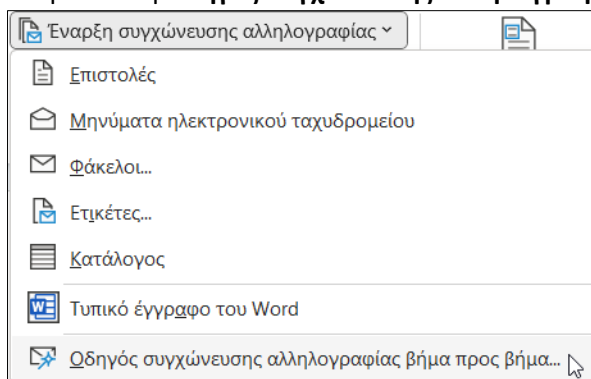 Έναρξη συγχώνευσης αλληλογραφίας
Επιστολές
Μηνύματα ηλεκτρονικού ταχυδρομείου
Φάκελοι...
Ετικέτες...
Κατάλογος
Τυπικό έγγραφο του Word
Οδηγός συγχώνευσης αλληλογραφίας βήμα προς βήμα...